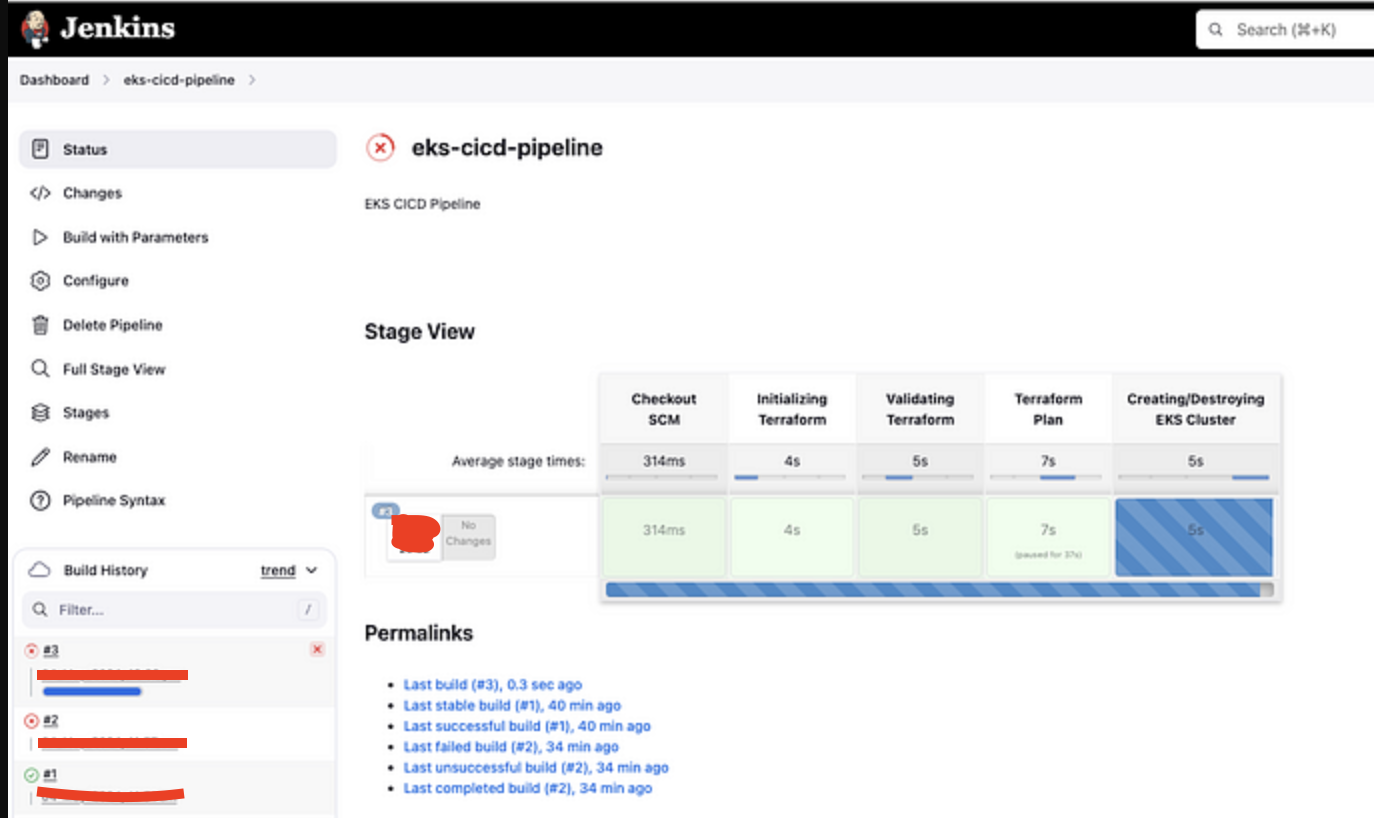 Jenkins
Search (⌘+K)
Dashboard > eks-cicd-pipeline >
Status
Changes
Build with Parameters
Configure
Delete Pipeline
Full Stage View
Stages
Rename
Pipeline Syntax
Build History
trend
Filter...
/
#3
#2
#1
eks-cicd-pipeline
EKS CICD Pipeline
Stage View
Checkout
SCM
Initializing
Terraform
Validating
Terraform
Terraform
Plan
Creating/Destroying
EKS Cluster
Average stage times:
314ms
4s
5s
7s
5s
#3
No
Changes
314ms
4s
5s
7s
(paused for 37s)
5s
Permalinks
Last build (#3), 0.3 sec ago
Last stable build (#1), 40 min ago
Last successful build (#1), 40 min ago
Last failed build (#2), 34 min ago
Last unsuccessful build (#2), 34 min ago
Last completed build (#2), 34 min ago